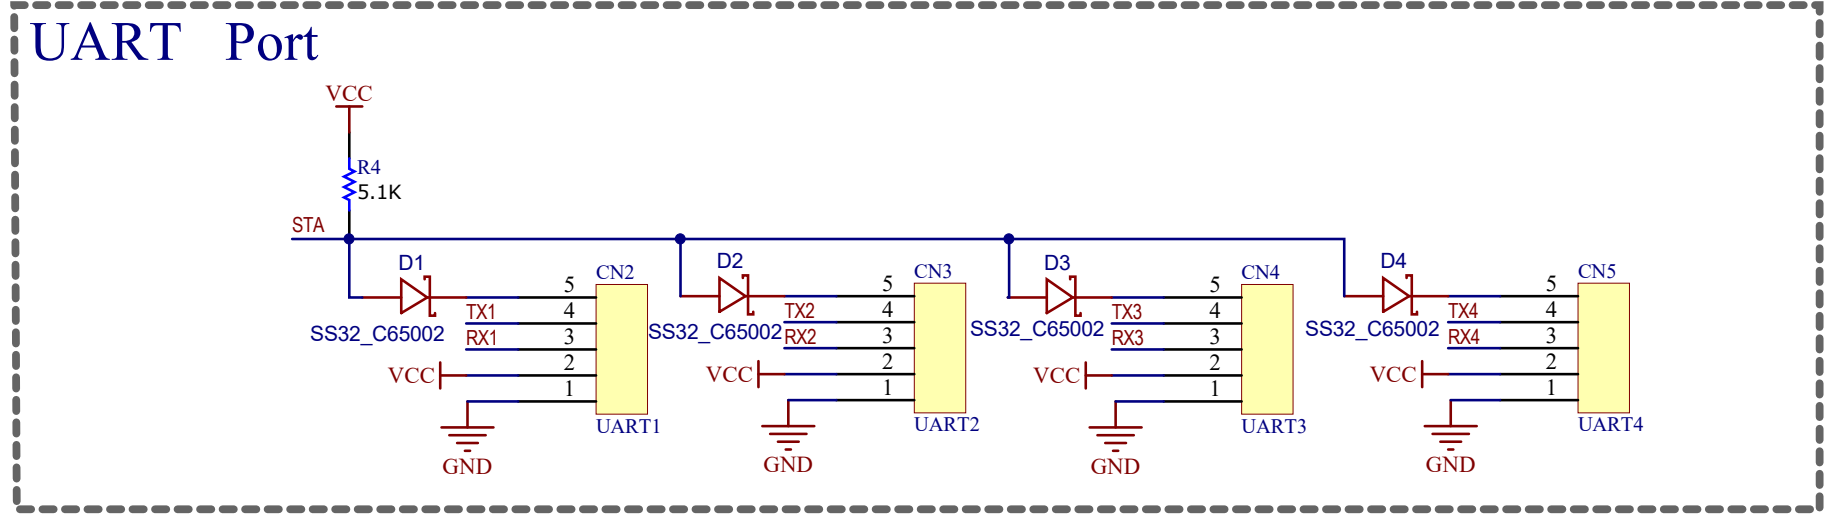 UART Port
VCC
R4
5.1K
STA
D1
SS32_C65002
TX1
RX1
VCC
GND
CN2
5
4
3
2
1
UART1
D2
SS32_C65002
TX2
RX2
VCC
GND
CN3
5
4
3
2
1
UART2
D3
SS32_C65002
TX3
RX3
VCC
GND
CN4
5
4
3
2
1
UART3
D4
SS32_C65002
TX4
RX4
VCC
GND
CN5
5
4
3
2
1
UART4